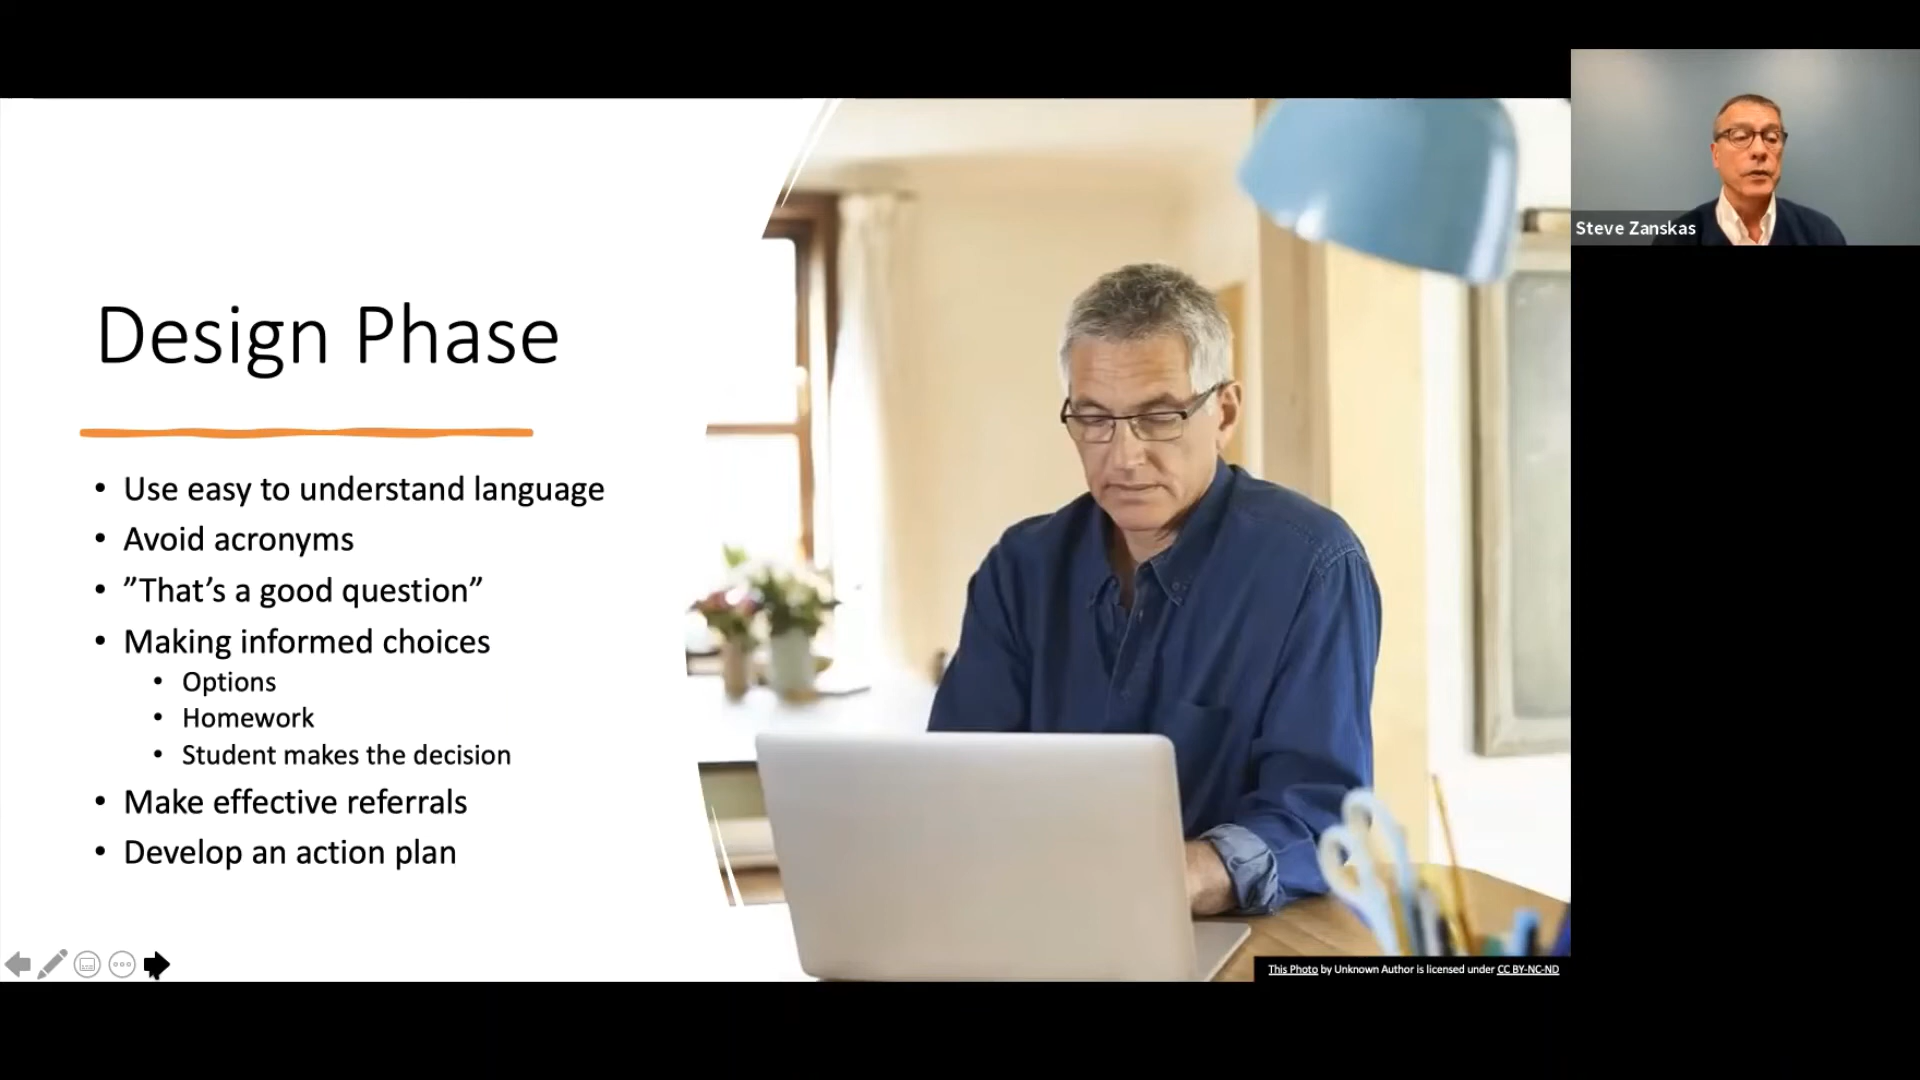 Design Phase
• Use easy to understand language
• Avoid acronyms
• ”That’s a good question”
• Making informed choices
• Options
• Homework
• Student makes the decision
• Make effective referrals
• Develop an action plan
This Photo by Unknown Author is licensed under CC BY-NC-ND
Steve Zanskas